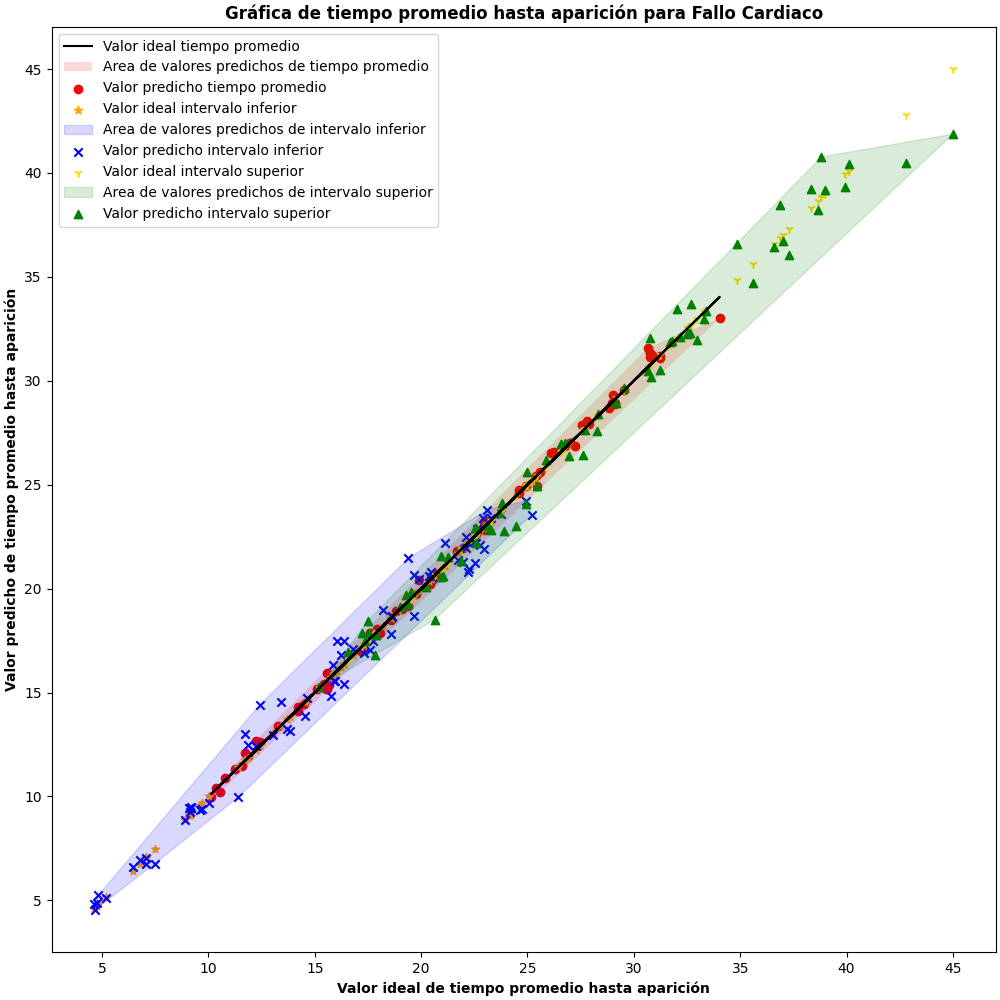 Gráfica de tiempo promedio hasta aparición para Fallo Cardiaco
Valor ideal tiempo promedio
Area de valores predichos de tiempo promedio
Valor predicho tiempo promedio
Valor ideal intervalo inferior
Area de valores predichos de intervalo inferior
Valor predicho intervalo inferior
Valor ideal intervalo superior
Area de valores predichos de intervalo superior
Valor predicho intervalo superior
Valor predicho de tiempo promedio hasta aparición
45
40
35
30
25
20
15
10
5
5 10 15 20 25 30 35 40 45
Valor ideal de tiempo promedio hasta aparición